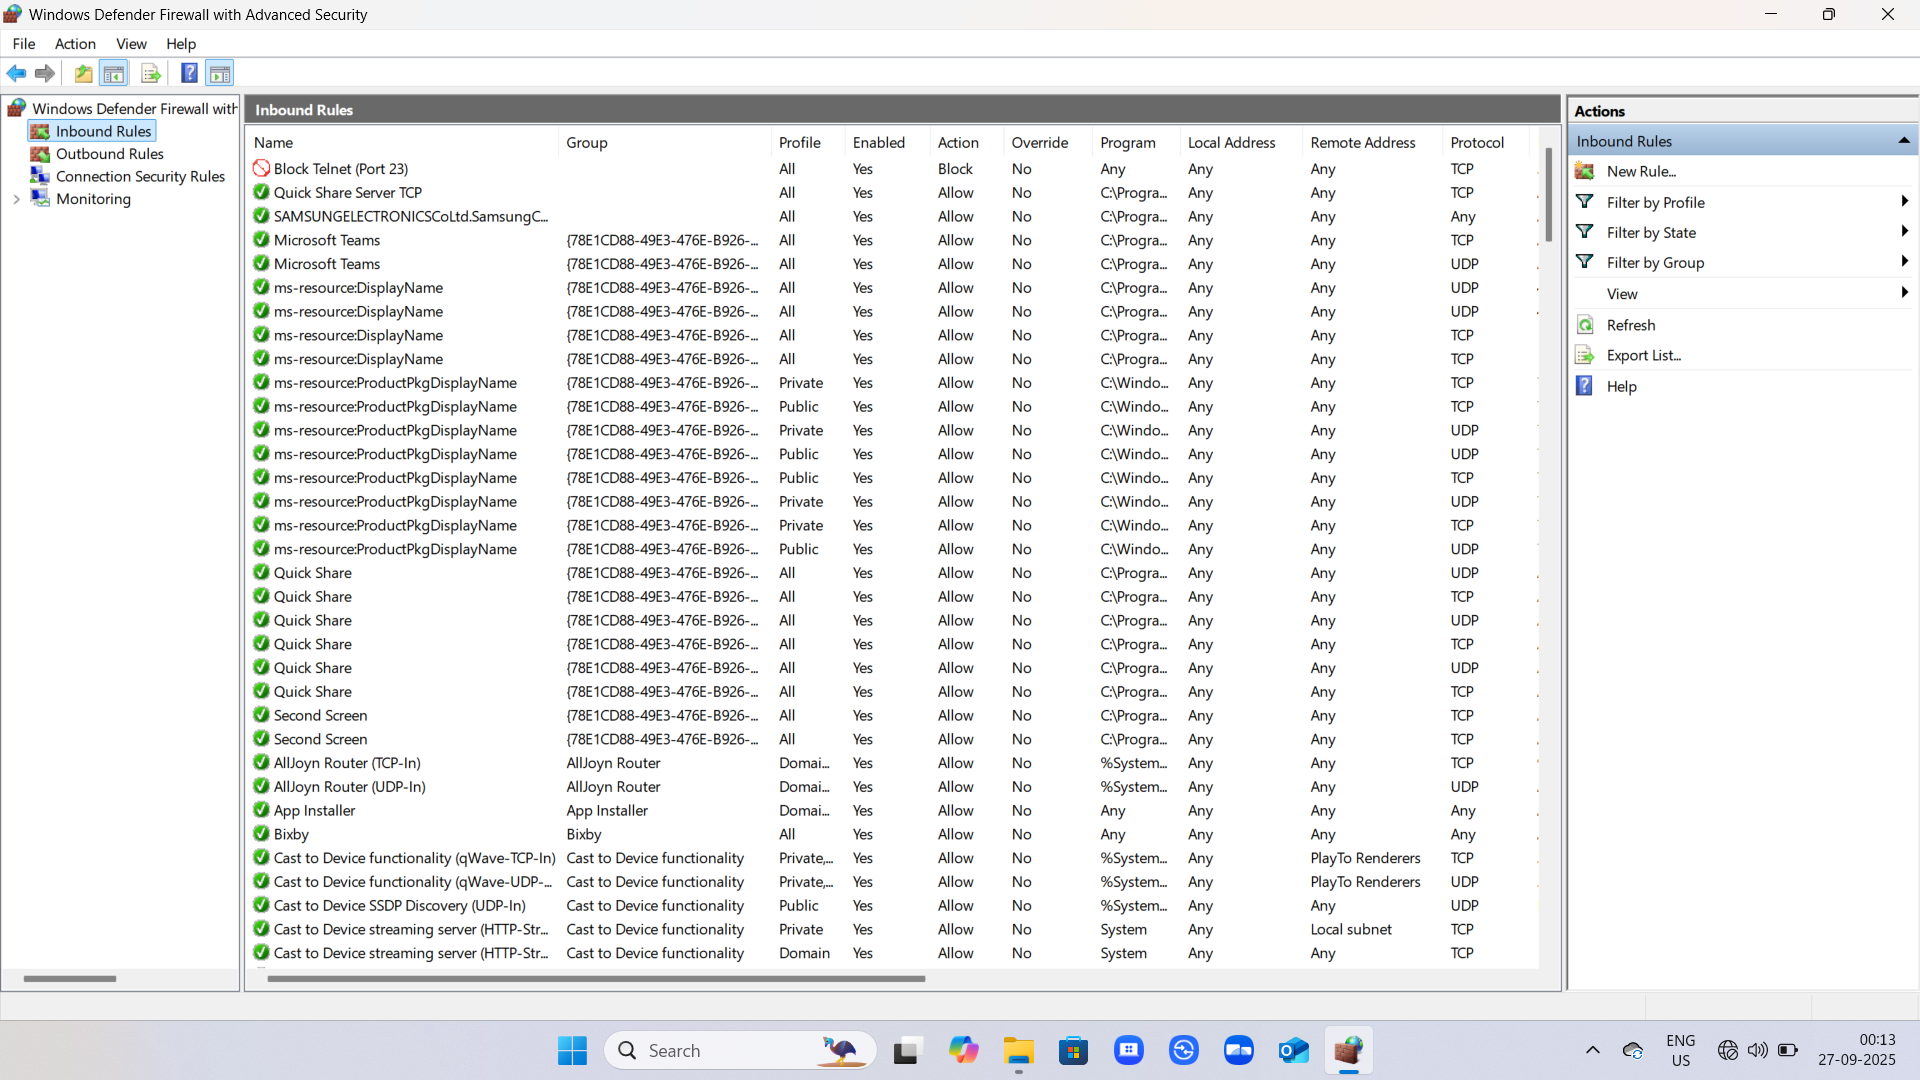 Windows Defender Firewall with Advanced Security
File Action View Help
Windows Defender Firewall with
Inbound Rules
Outbound Rules
Connection Security Rules
Monitoring
Inbound Rules
Name Group Profile Enabled Action Override Program Local Address Remote Address Protocol
Block Telnet (Port 23) All Yes Block No Any Any Any TCP
Quick Share Server TCP All Yes Allow No C:\Progra... Any Any TCP
SAMSUNGELECTRONICSCoLtd.SamsungC... All Yes Allow No C:\Progra... Any Any Any
Microsoft Teams {78E1CD88-49E3-476E-B926-... All Yes Allow No C:\Progra... Any Any TCP
Microsoft Teams {78E1CD88-49E3-476E-B926-... All Yes Allow No C:\Progra... Any Any UDP
ms-resource:DisplayName {78E1CD88-49E3-476E-B926-... All Yes Allow No C:\Progra... Any Any UDP
ms-resource:DisplayName {78E1CD88-49E3-476E-B926-... All Yes Allow No C:\Progra... Any Any UDP
ms-resource:DisplayName {78E1CD88-49E3-476E-B926-... All Yes Allow No C:\Progra... Any Any TCP
ms-resource:DisplayName {78E1CD88-49E3-476E-B926-... All Yes Allow No C:\Progra... Any Any TCP
ms-resource:ProductPkgDisplayName {78E1CD88-49E3-476E-B926-... Private Yes Allow No C:\Windo... Any Any TCP
ms-resource:ProductPkgDisplayName {78E1CD88-49E3-476E-B926-... Public Yes Allow No C:\Windo... Any Any TCP
ms-resource:ProductPkgDisplayName {78E1CD88-49E3-476E-B926-... Private Yes Allow No C:\Windo... Any Any UDP
ms-resource:ProductPkgDisplayName {78E1CD88-49E3-476E-B926-... Public Yes Allow No C:\Windo... Any Any UDP
ms-resource:ProductPkgDisplayName {78E1CD88-49E3-476E-B926-... Public Yes Allow No C:\Windo... Any Any TCP
ms-resource:ProductPkgDisplayName {78E1CD88-49E3-476E-B926-... Private Yes Allow No C:\Windo... Any Any UDP
ms-resource:ProductPkgDisplayName {78E1CD88-49E3-476E-B926-... Private Yes Allow No C:\Windo... Any Any TCP
ms-resource:ProductPkgDisplayName {78E1CD88-49E3-476E-B926-... Public Yes Allow No C:\Windo... Any Any UDP
Quick Share {78E1CD88-49E3-476E-B926-... All Yes Allow No C:\Progra... Any Any UDP
Quick Share {78E1CD88-49E3-476E-B926-... All Yes Allow No C:\Progra... Any Any TCP
Quick Share {78E1CD88-49E3-476E-B926-... All Yes Allow No C:\Progra... Any Any UDP
Quick Share {78E1CD88-49E3-476E-B926-... All Yes Allow No C:\Progra... Any Any TCP
Quick Share {78E1CD88-49E3-476E-B926-... All Yes Allow No C:\Progra... Any Any UDP
Quick Share {78E1CD88-49E3-476E-B926-... All Yes Allow No C:\Progra... Any Any TCP
Second Screen {78E1CD88-49E3-476E-B926-... All Yes Allow No C:\Progra... Any Any TCP
Second Screen {78E1CD88-49E3-476E-B926-... All Yes Allow No C:\Progra... Any Any TCP
AllJoyn Router (TCP-In) AllJoyn Router Domai... Yes Allow No %System... Any Any TCP
AllJoyn Router (UDP-In) AllJoyn Router Domai... Yes Allow No %System... Any Any UDP
App Installer App Installer Domai... Yes Allow No Any Any Any Any
Bixby Bixby All Yes Allow No Any Any Any Any
Cast to Device functionality (qWave-TCP-In) Cast to Device functionality Private,... Yes Allow No %System... Any PlayTo Renderers TCP
Cast to Device functionality (qWave-UDP-... Cast to Device functionality Private,... Yes Allow No %System... Any PlayTo Renderers UDP
Cast to Device SSDP Discovery (UDP-In) Cast to Device functionality Public Yes Allow No %System... Any Any UDP
Cast to Device streaming server (HTTP-Str... Cast to Device functionality Private Yes Allow No System Any Local subnet TCP
Cast to Device streaming server (HTTP-Str... Cast to Device functionality Domain Yes Allow No System Any Any TCP
Actions
Inbound Rules
New Rule...
Filter by Profile
Filter by State
Filter by Group
View
Refresh
Export List...
Help
Search
ENG
US
00:13
27-09-2025